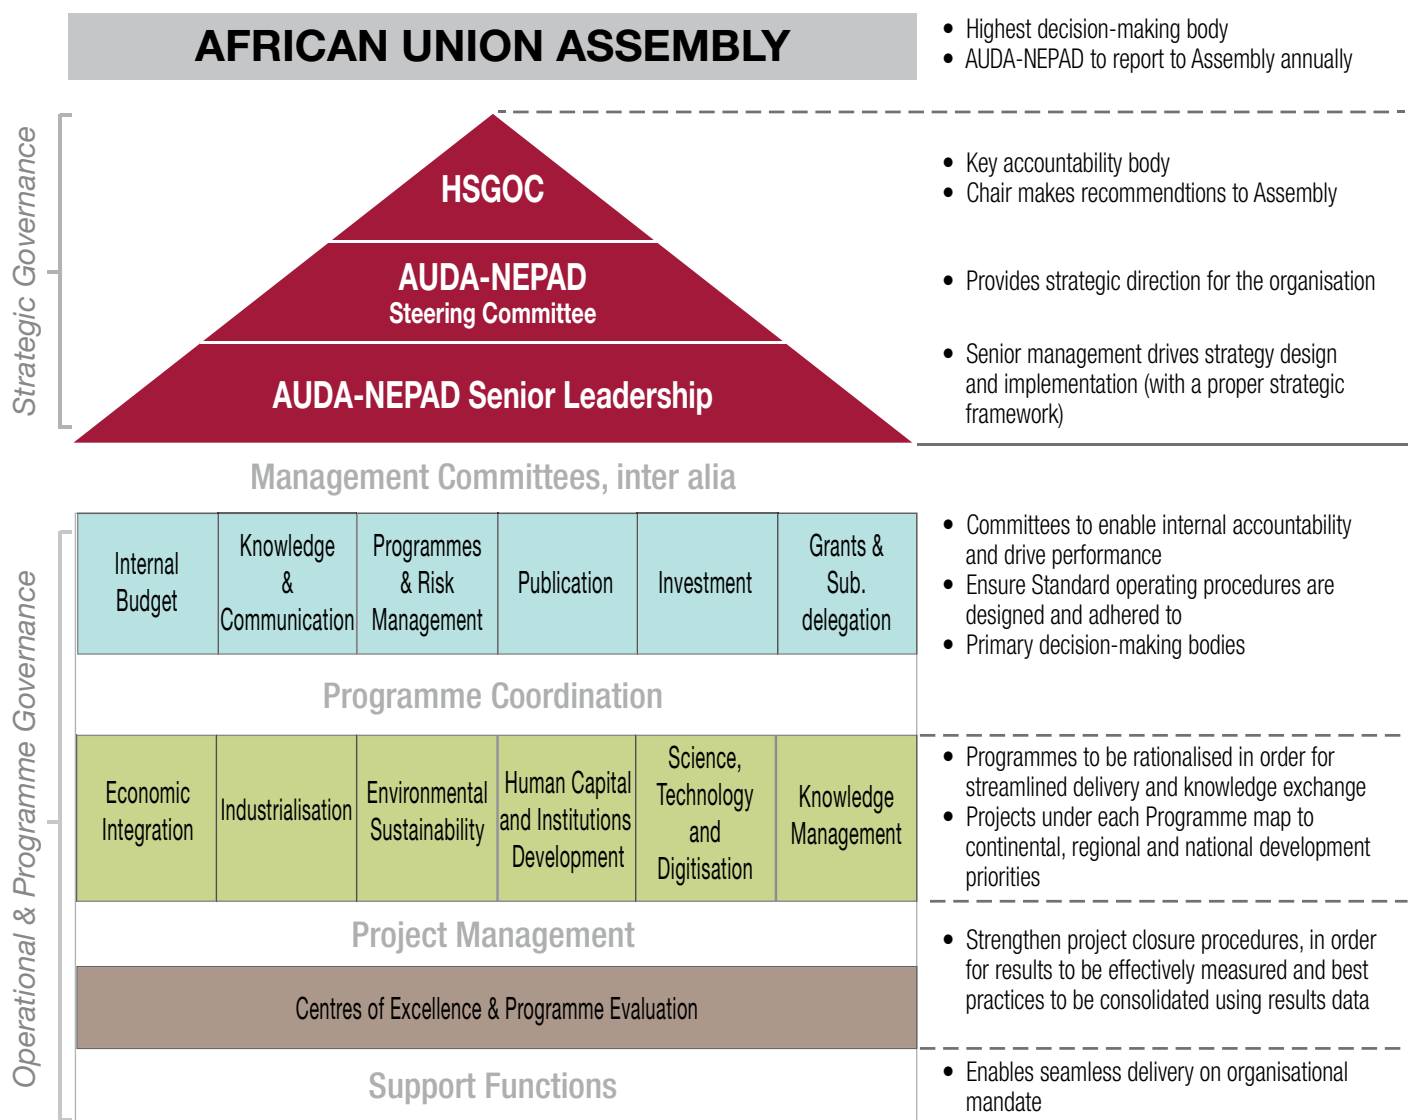 AFRICAN UNION ASSEMBLY
• Highest decision-making body
• AUDA-NEPAD to report to Assembly annually
Strategic Governance
HSGOC
• Key accountability body
• Chair makes recommendtions to Assembly
AUDA-NEPAD
Steering Committee
• Provides strategic direction for the organisation
AUDA-NEPAD Senior Leadership
• Senior management drives strategy design
and implementation (with a proper strategic
framework)
Management Committees, inter alia
Operational & Programme Governance
Internal
Budget
Knowledge
&
Communication
Programmes
& Risk
Management
Publication
Investment
Grants &
Sub.
delegation
• Committees to enable internal accountability
and drive performance
• Ensure Standard operating procedures are
designed and adhered to
• Primary decision-making bodies
Programme Coordination
Economic
Integration
Industrialisation
Environmental
Sustainability
Human Capital
and Institutions
Development
Science,
Technology
and
Digitisation
Knowledge
Management
• Programmes to be rationalised in order for
streamlined delivery and knowledge exchange
• Projects under each Programme map to
continental, regional and national development
priorities
Project Management
Centres of Excellence & Programme Evaluation
• Strengthen project closure procedures, in order
for results to be effectively measured and best
practices to be consolidated using results data
Support Functions
• Enables seamless delivery on organisational
mandate